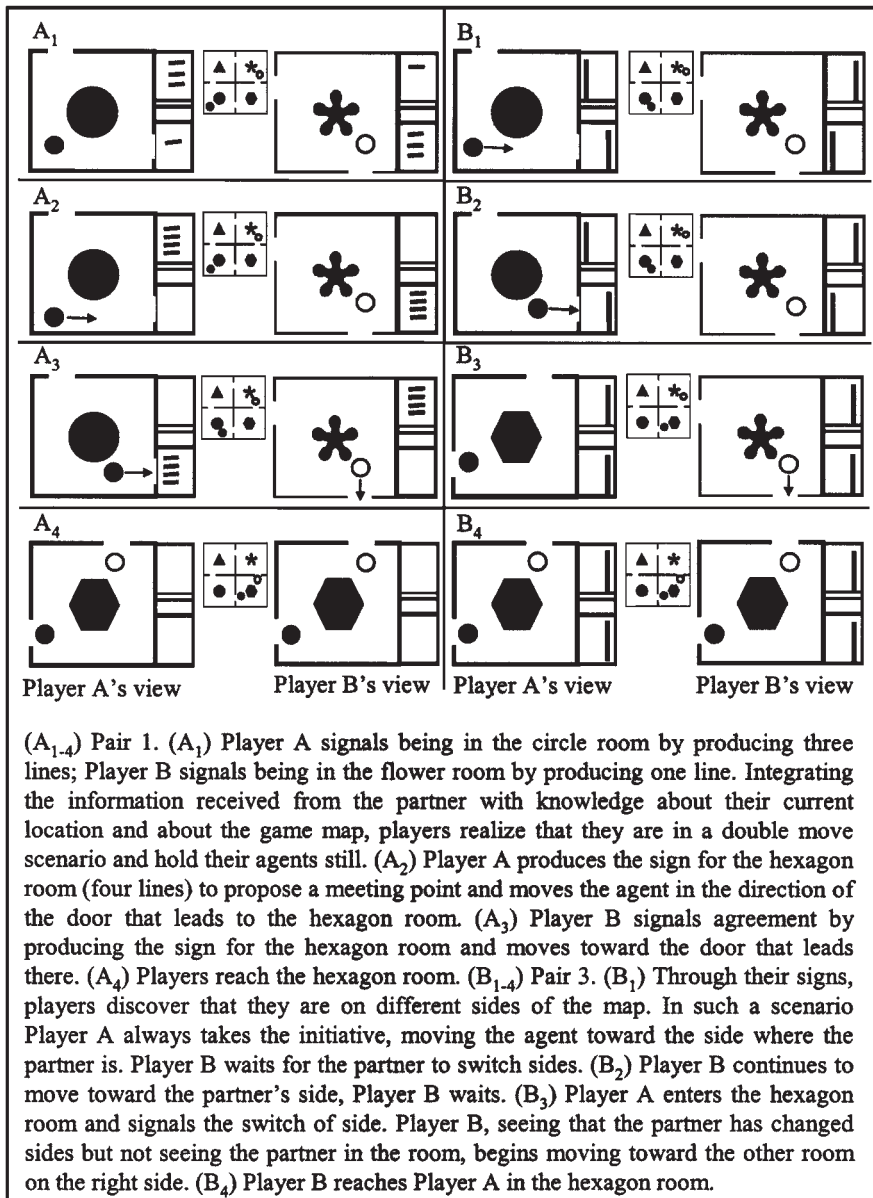 A1
B1
A2
B2
A3
B3
A4
B4
Player A's view
Player B's view
Player A's view
Player B's view
(A1-4) Pair 1. (A1) Player A signals being in the circle room by producing three
lines; Player B signals being in the flower room by producing one line. Integrating
the information received from the partner with knowledge about their current
location and about the game map, players realize that they are in a double move
scenario and hold their agents still. (A2) Player A produces the sign for the hexagon
room (four lines) to propose a meeting point and moves the agent in the direction of
the door that leads to the hexagon room. (A3) Player B signals agreement by
producing the sign for the hexagon room and moves toward the door that leads
there. (A4) Players reach the hexagon room. (B1-4) Pair 3. (B1) Through their signs,
players discover that they are on different sides of the map. In such a scenario
Player A always takes the initiative, moving the agent toward the side where the
partner is. Player B waits for the partner to switch sides. (B2) Player B continues to
move toward the partner's side, Player B waits. (B3) Player A enters the hexagon
room and signals the switch of side. Player B, seeing that the partner has changed
sides but not seeing the partner in the room, begins moving toward the other room
on the right side. (B4) Player B reaches Player A in the hexagon room.